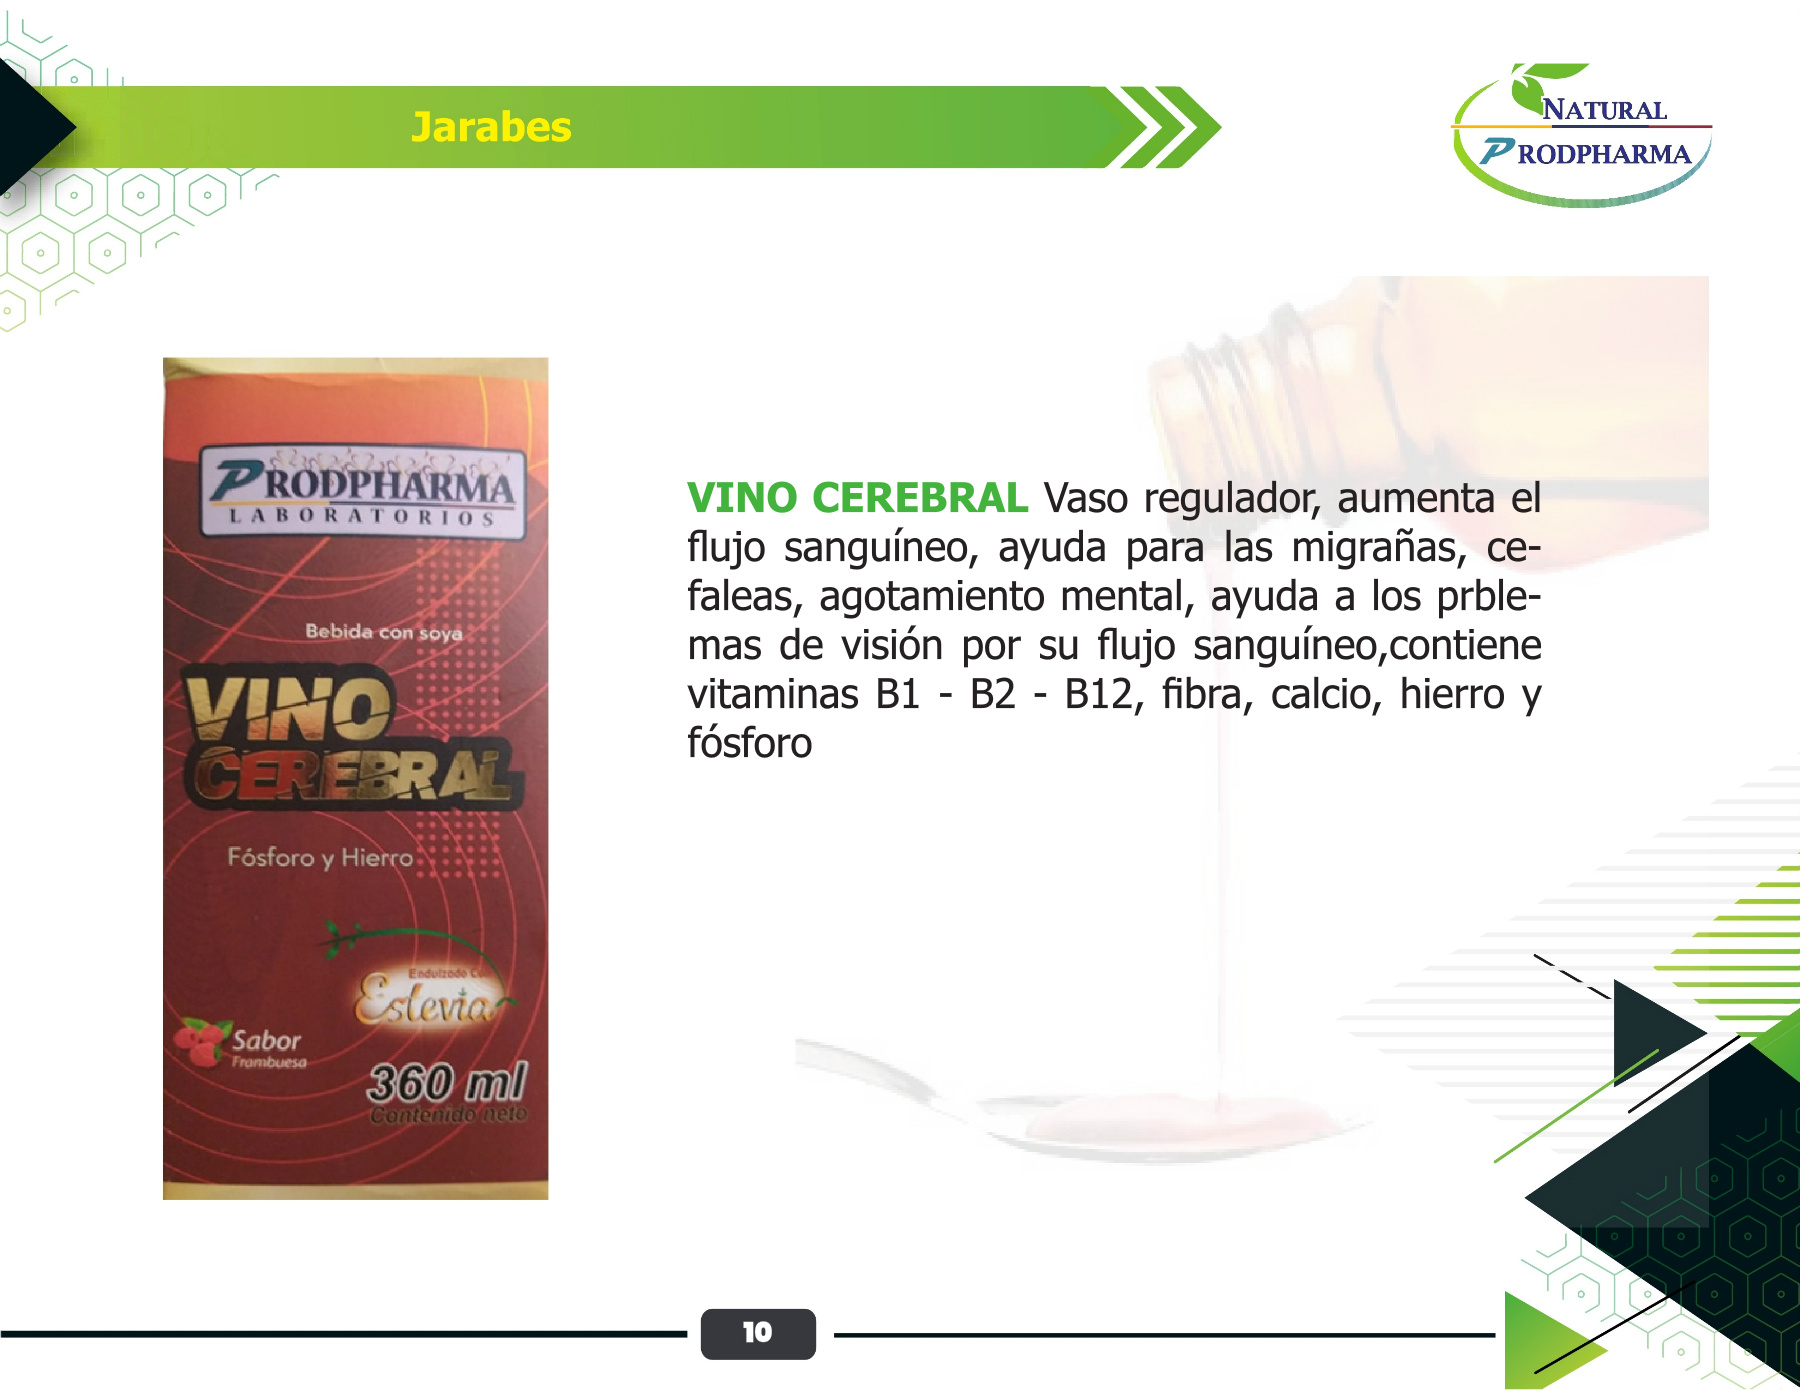 Jarabes
NATURAL
PRODPHARMA
PRODPHARMA
LABORATORIOS
Bebida con soya
VINO
CEREBRAL
Fósforo y Hierro
Endulzado Con
Estevia
Sabor
Frambuesa
360 ml
Contenido neto
VINO CEREBRAL Vaso regulador, aumenta el
flujo sanguíneo, ayuda para las migrañas, ce-
faleas, agotamiento mental, ayuda a los prble-
mas de visión por su flujo sanguíneo,contiene
vitaminas B1 - B2 - B12, fibra, calcio, hierro y
fósforo
10